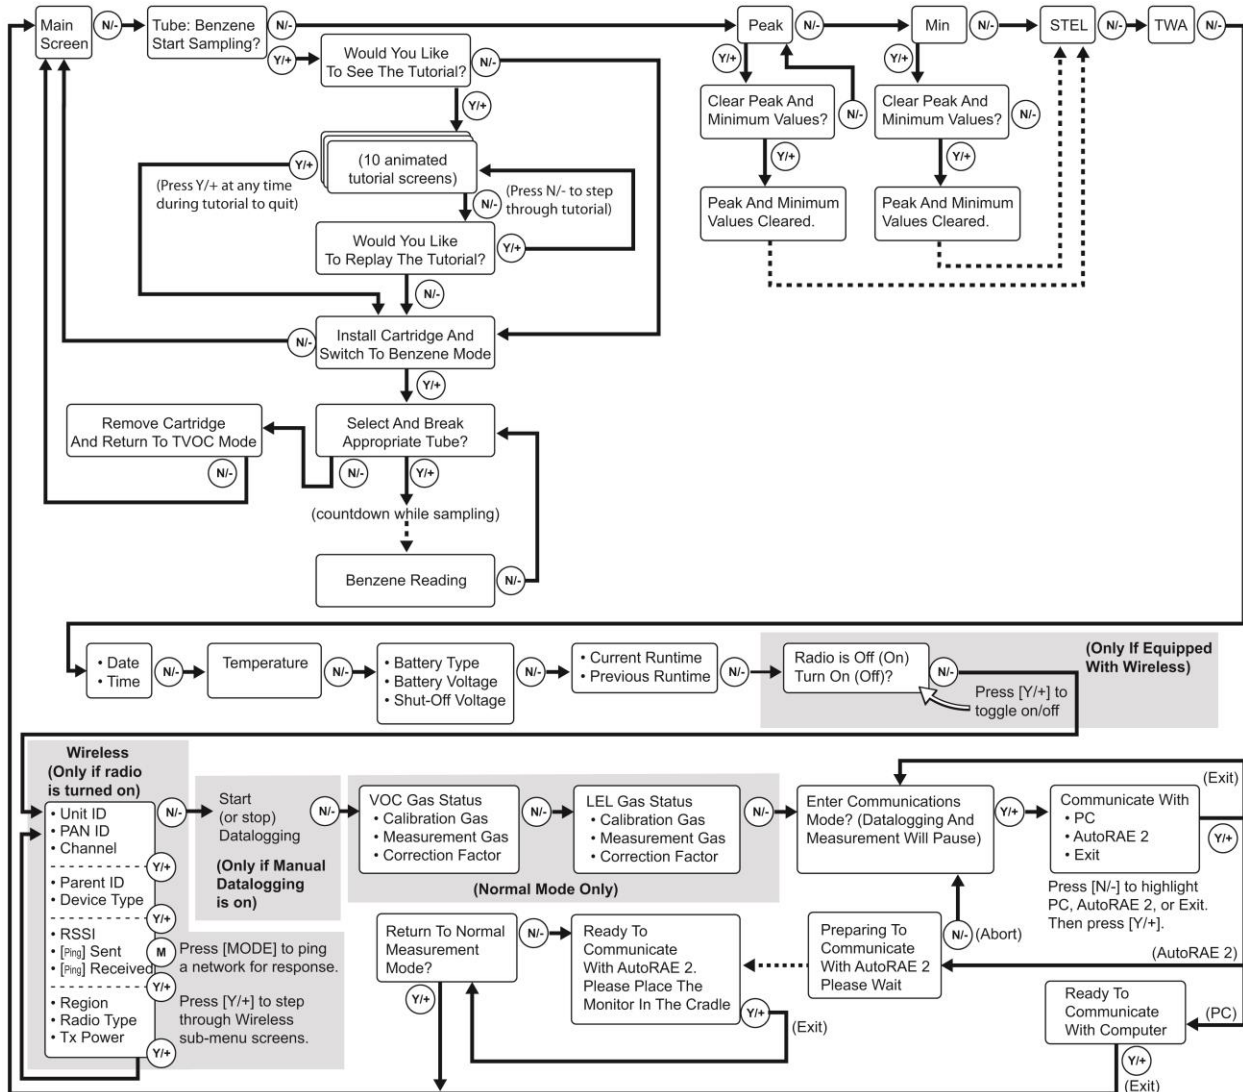 Main
Screen
N/-
Tube: Benzene
Start Sampling?
N/-
Y/+
Would You Like
To See The Tutorial?
N/-
Y/+
(10 animated
tutorial screens)
Y/+
(Press Y/+ at any time
during tutorial to quit)
N/-
(Press N/- to step
through tutorial)
Would You Like
To Replay The Tutorial?
Y/+
N/-
Install Cartridge And
Switch To Benzene Mode
N/-
Y/+
Select And Break
Appropriate Tube?
N/-
Y/+
Remove Cartridge
And Return To TVOC Mode
N/-
(countdown while sampling)
Benzene Reading
N/-
Peak
N/-
Y/+
Clear Peak And
Minimum Values?
N/-
Y/+
Peak And Minimum
Values Cleared.
Min
N/-
Y/+
Clear Peak And
Minimum Values?
N/-
Y/+
Peak And Minimum
Values Cleared.
STEL
N/-
TWA
N/-
• Date
• Time
N/-
Temperature
N/-
• Battery Type
• Battery Voltage
• Shut-Off Voltage
N/-
• Current Runtime
• Previous Runtime
N/-
Radio is Off (On)
Turn On (Off)?
N/-
(Only If Equipped
With Wireless)
Press [Y/+] to
toggle on/off
Wireless
(Only if radio
is turned on)
• Unit ID
• PAN ID
• Channel
N/-
Y/+
• Parent ID
• Device Type
Y/+
• RSSI
• [Ping] Sent
• [Ping] Received
M
Press [MODE] to ping
a network for response.
Y/+
• Region
• Radio Type
• Tx Power
Y/+
Press [Y/+] to step
through Wireless
sub-menu screens.
Start
(or stop)
Datalogging
N/-
(Only if Manual
Datalogging
is on)
VOC Gas Status
• Calibration Gas
• Measurement Gas
• Correction Factor
N/-
LEL Gas Status
• Calibration Gas
• Measurement Gas
• Correction Factor
N/-
(Normal Mode Only)
Enter Communications
Mode? (Datalogging And
Measurement Will Pause)
Y/+
Communicate With
• PC
• AutoRAE 2
• Exit
(Exit)
Y/+
Press [N/-] to highlight
PC, AutoRAE 2, or Exit.
Then press [Y/+].
(AutoRAE 2)
Preparing To
Communicate
With AutoRAE 2
Please Wait
N/-
(Abort)
Ready To
Communicate
With AutoRAE 2.
Please Place The
Monitor In The Cradle
Y/+
(Exit)
Return To Normal
Measurement
Mode?
N/-
Y/+
Ready To
Communicate
With Computer
(PC)
Y/+
(Exit)